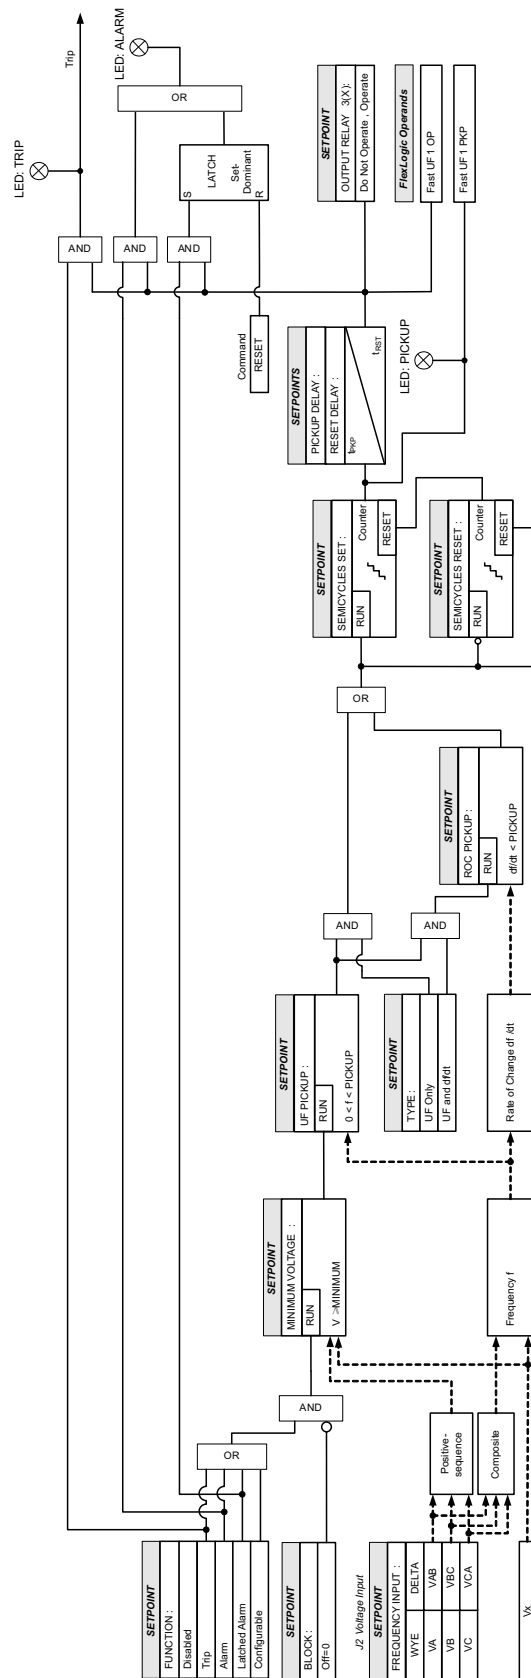 SETPOINT
FUNCTION :
Disabled
Trip
Alarm
Latched Alarm
Configurable
SETPOINT
BLOCK :
Off= 0
J2 Voltage Input
SETPOINT
FREQUENCY INPUT :
WYE DELTA
VA VAB
VB VBC
VC VCA
Vx
OR
AND
Positive-
sequence
Composite
SETPOINT
MINIMUM VOLTAGE :
RUN
V >MINIMUM
Frequency f
SETPOINT
UF PICKUP :
RUN
0 < f < PICKUP
SETPOINT
TYPE :
UF Only
UF and df/dt
Rate of Change df /dt
AND
AND
SETPOINT
ROC PICKUP :
RUN
df/dt < PICKUP
OR
SETPOINT
SEMICYCLES SET :
RUN
Counter
RESET
SETPOINT
SEMICYCLES RESET :
RUN
Counter
RESET
SETPOINTS
PICKUP DELAY :
RESET DELAY :
tPKP
tRST
LED: PICKUP
Command
RESET
AND
AND
AND
S
LATCH
Set-
Dominant
R
OR
LED: TRIP
Trip
LED: ALARM
SETPOINT
OUTPUT RELAY 3(X):
Do Not Operate , Operate
FlexLogic Operands
Fast UF 1 OP
Fast UF 1 PKP